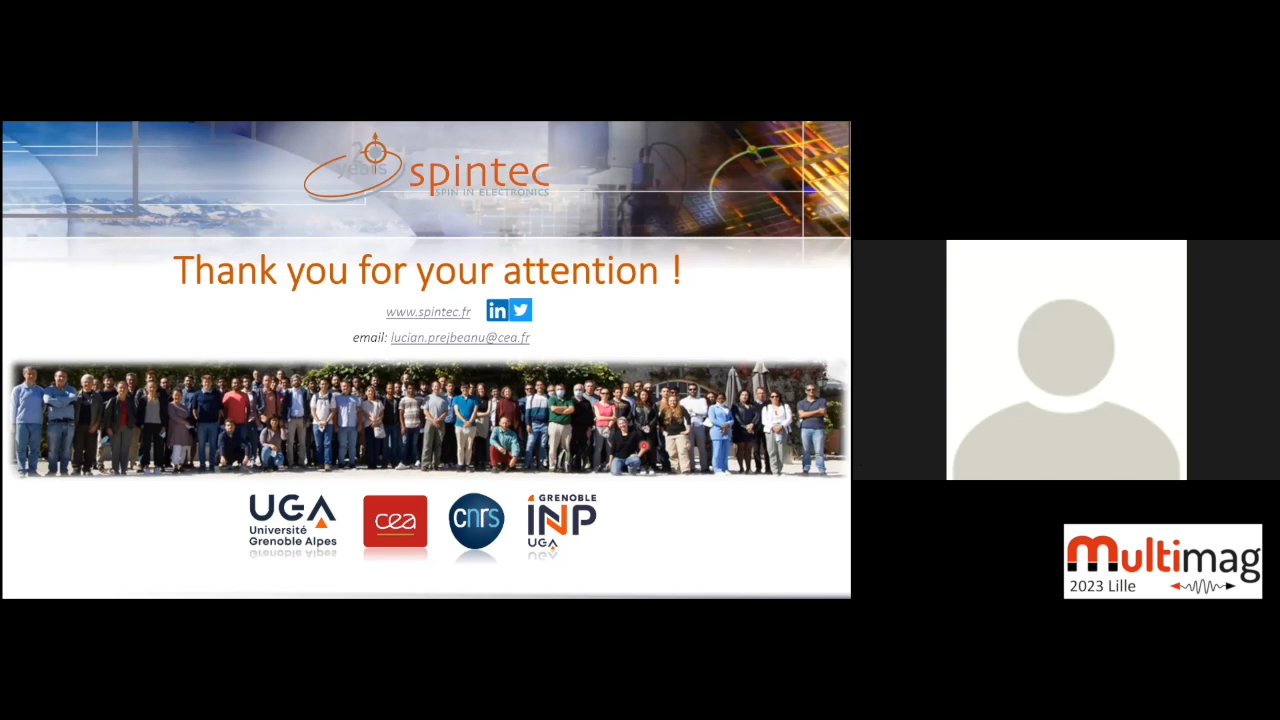 20
years
spintec
SPIN IN ELECTRONICS
Thank you for your attention !
www.spintec.fr
in
email: lucian.prejbeanu@cea.fr
UGA
Université
Grenoble Alpes
cea
cnrs
GRENOBLE
INP
UGA
multimag
2023 Lille